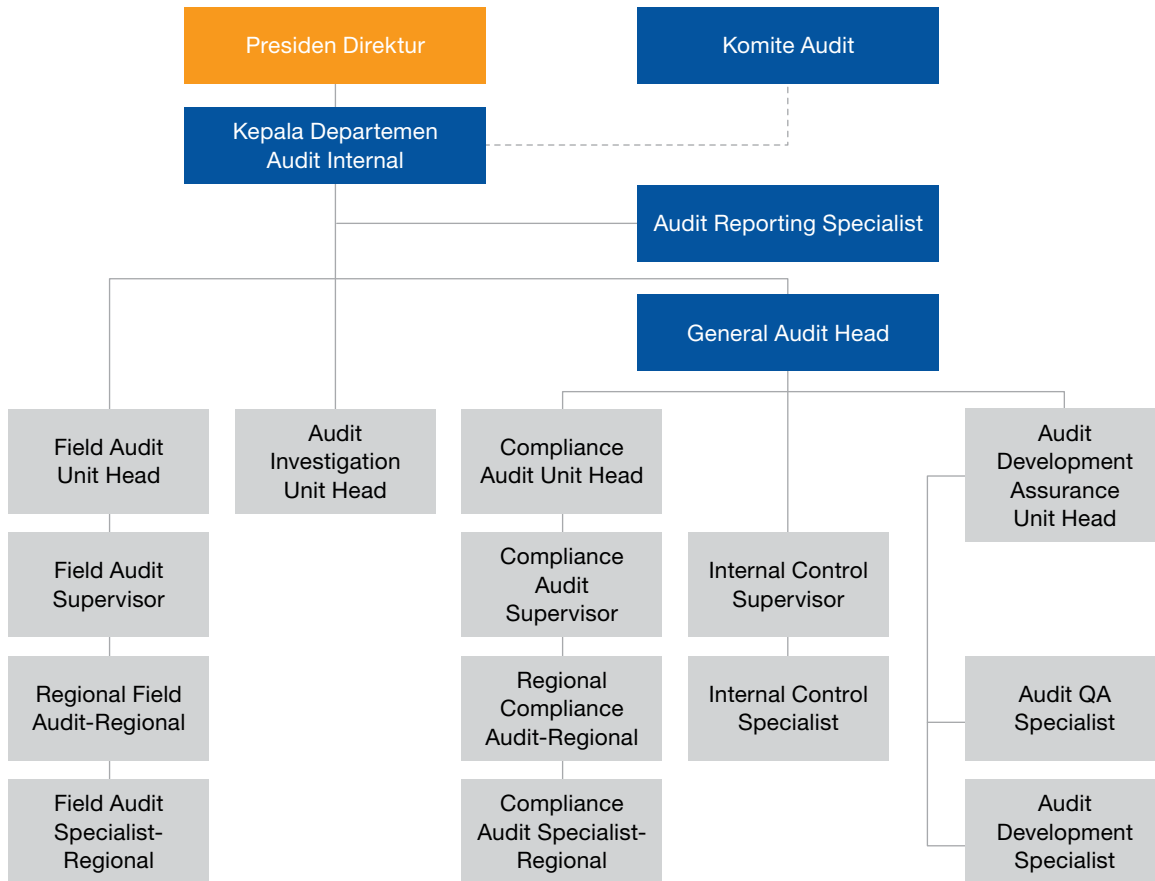 Presiden Direktur
Komite Audit
Kepala Departemen
Audit Internal
Audit Reporting Specialist
General Audit Head
Field Audit
Unit Head
Audit
Investigation
Unit Head
Compliance
Audit Unit Head
Audit
Development
Assurance
Unit Head
Field Audit
Supervisor
Compliance
Audit
Supervisor
Internal Control
Supervisor
Regional Field
Audit-Regional
Regional
Compliance
Audit-Regional
Internal Control
Specialist
Audit QA
Specialist
Field Audit
Specialist-
Regional
Compliance
Audit Specialist-
Regional
Audit
Development
Specialist